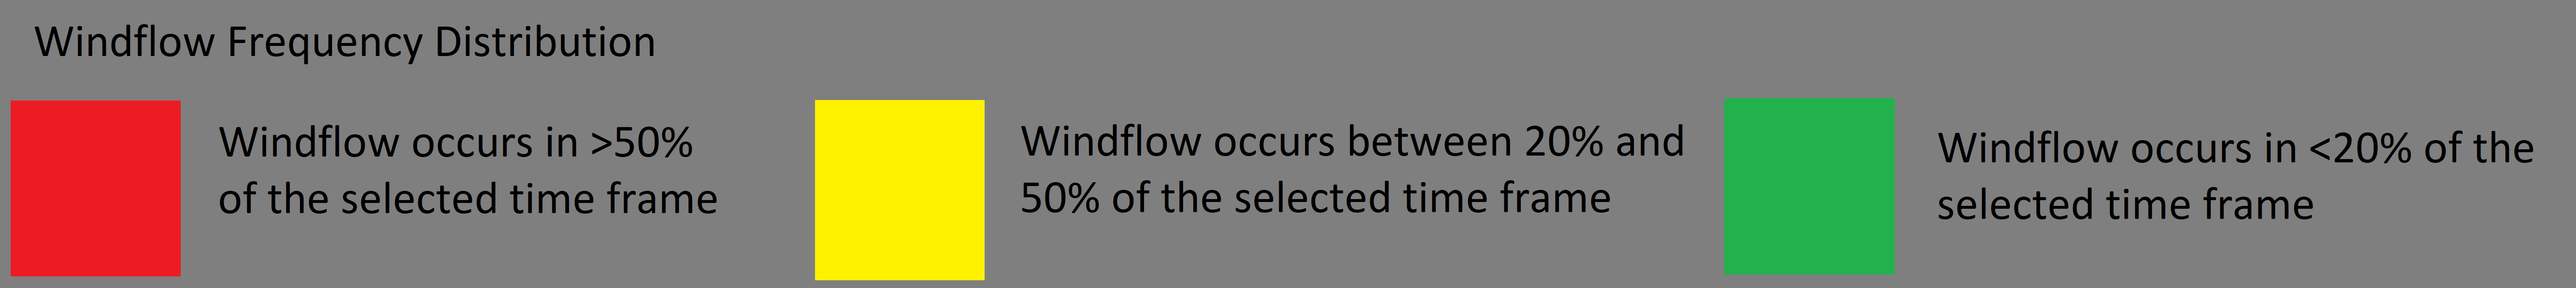 Windflow Frequency Distribution
Windflow occurs in >50%
of the selected time frame
Windflow occurs between 20% and
50% of the selected time frame
Windflow occurs in <20% of the
selected time frame